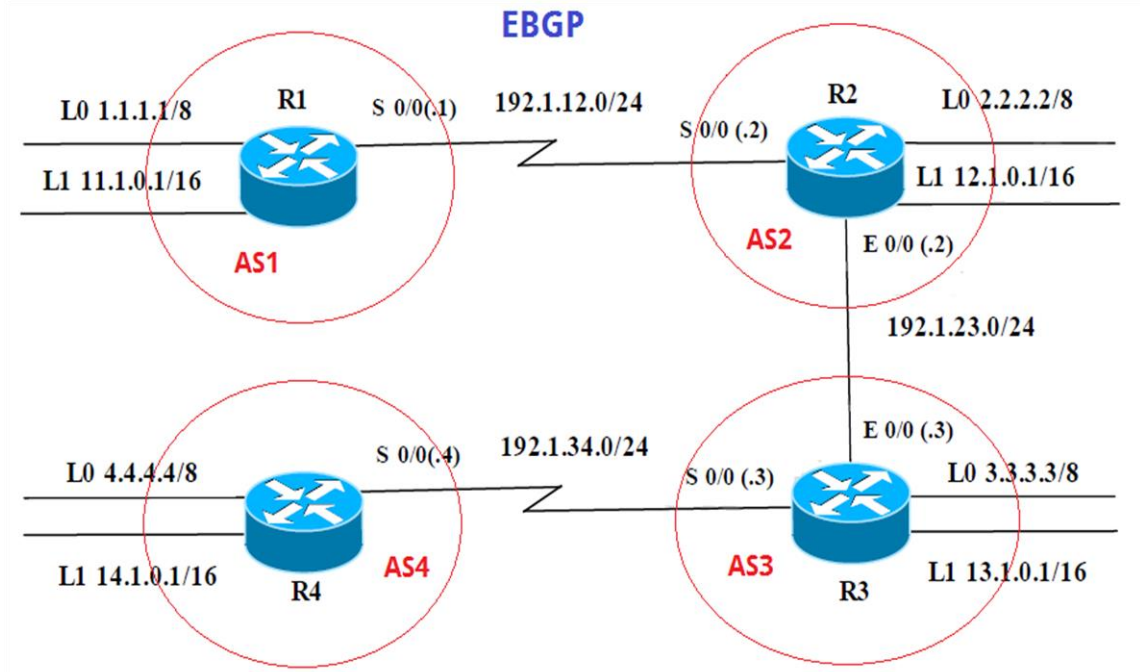 EBGP
R1
L0 1.1.1.1/8
S 0/0(.1)
L1 11.1.0.1/16
AS1
192.1.12.0/24
R2
S 0/0 (.2)
L0 2.2.2.2/8
L1 12.1.0.1/16
AS2
E 0/0 (.2)
192.1.23.0/24
L0 4.4.4.4/8
S 0/0(.4)
L1 14.1.0.1/16
R4
AS4
192.1.34.0/24
E 0/0 (.3)
S 0/0 (.3)
L0 3.3.3.3/8
AS3
L1 13.1.0.1/16
R3